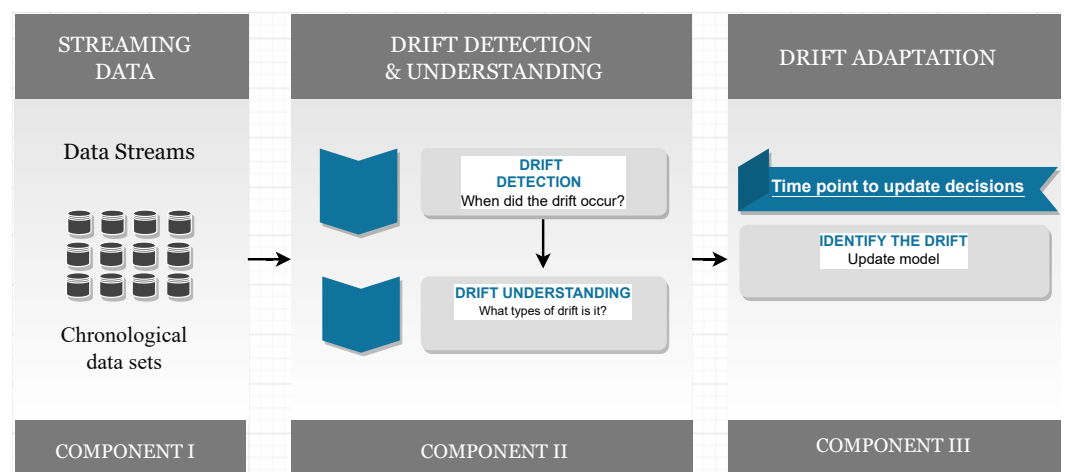 STREAMING
DATA
Data Streams
Chronological
data sets
COMPONENT I
DRIFT DETECTION
& UNDERSTANDING
DRIFT
DETECTION
When did the drift occur?
DRIFT UNDERSTANDING
What types of drift is it?
COMPONENT II
DRIFT ADAPTATION
Time point to update decisions
IDENTIFY THE DRIFT
Update model
COMPONENT III